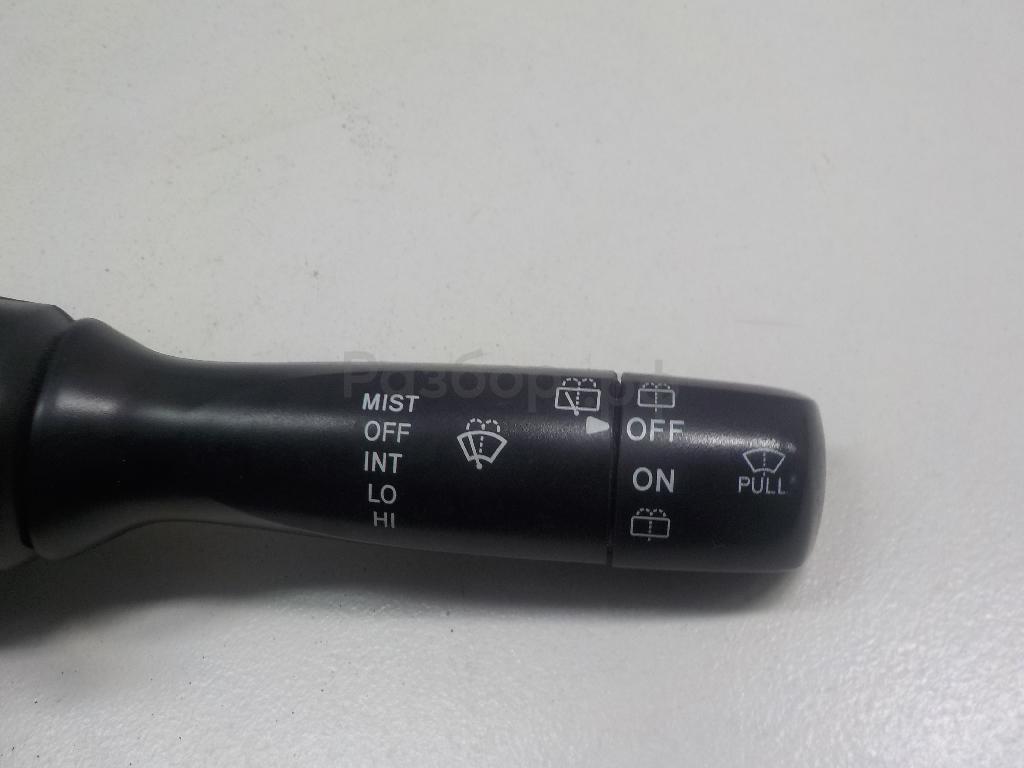 MIST
OFF
INT
LO
HI
OFF
ON
PULL